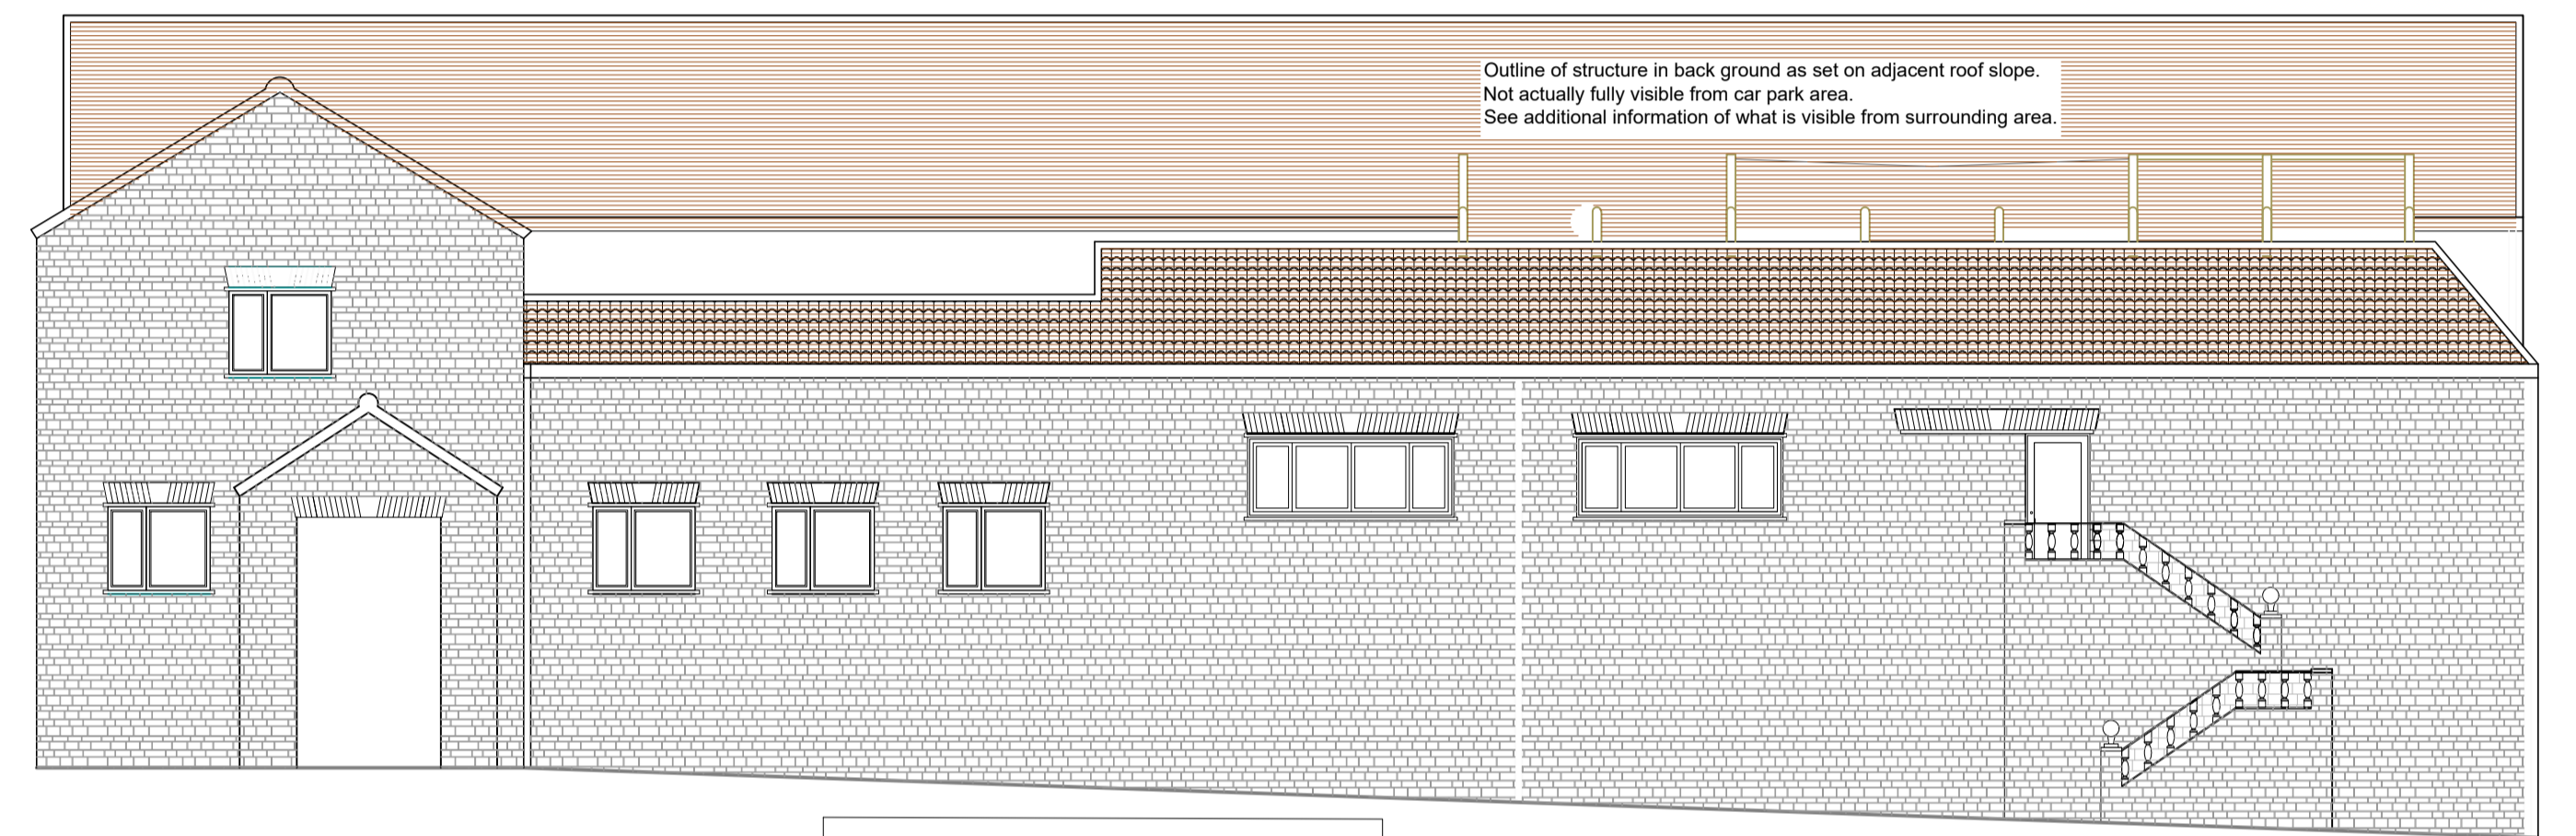 Outline of structure in back ground as set on adjacent roof slope.
Not actually fully visible from car park area.
See additional information of what is visible from surrounding area.